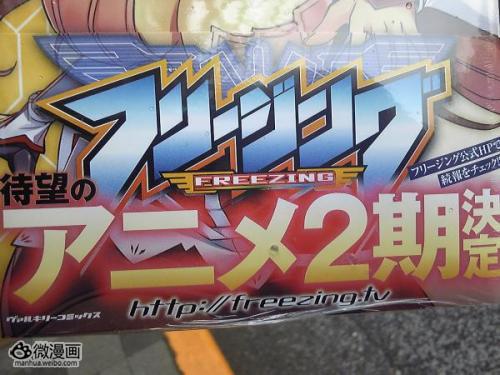 フリージング
FREEZING
フリージング公式HPで
続報をチェック!
待望の
アニメ2期決定
http://freezing.tv
ヴァルキリーコミックス
微漫画
manhua.weibo.com